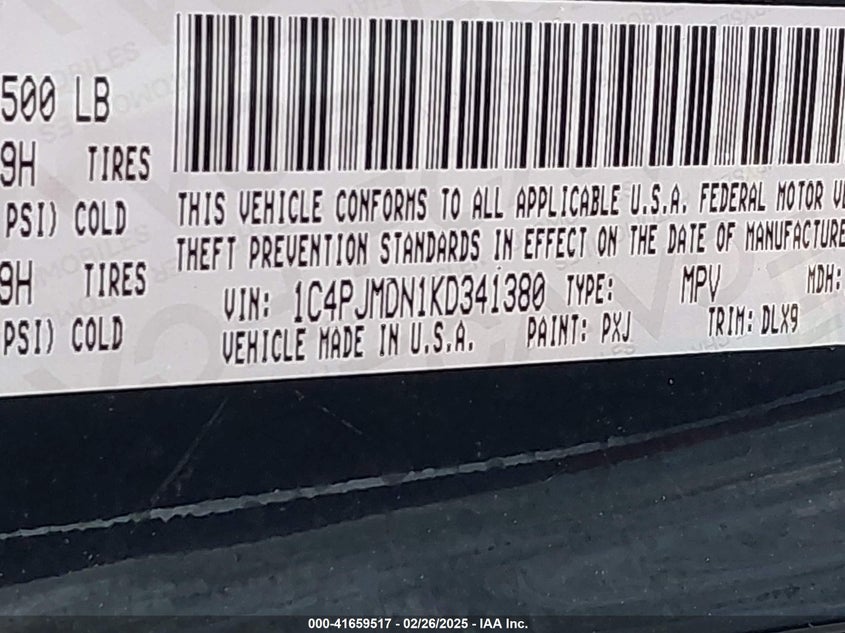 500 LB
9H TIRES
PSI) COLD
9H TIRES
PSI) COLD
THIS VEHICLE CONFORMS TO ALL APPLICABLE U.S.A. FEDERAL MOTOR VE
THEFT PREVENTION STANDARDS IN EFFECT ON THE DATE OF MANUFACTURE
VIN: 1C4PJMDN1KD341380 TYPE: MPV MDH:
VEHICLE MADE IN U.S.A. PAINT: PXJ TRIM: DLX9
000-41659517 - 02/26/2025 - IAA Inc.